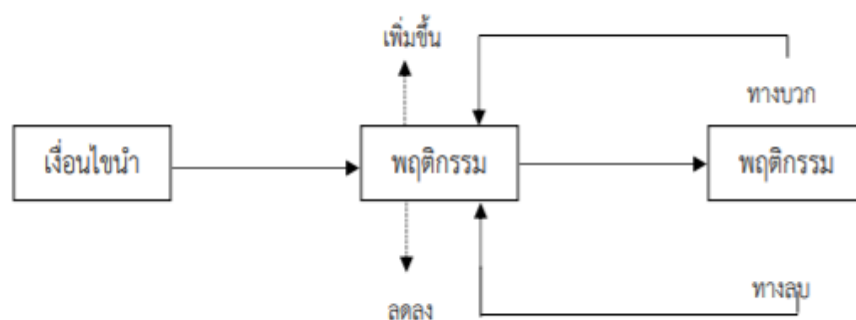 เพิ่มขึ้น
ทางบวก
เงื่อนไขนำ
พฤติกรรม
พฤติกรรม
ทางลบ
ลดลง